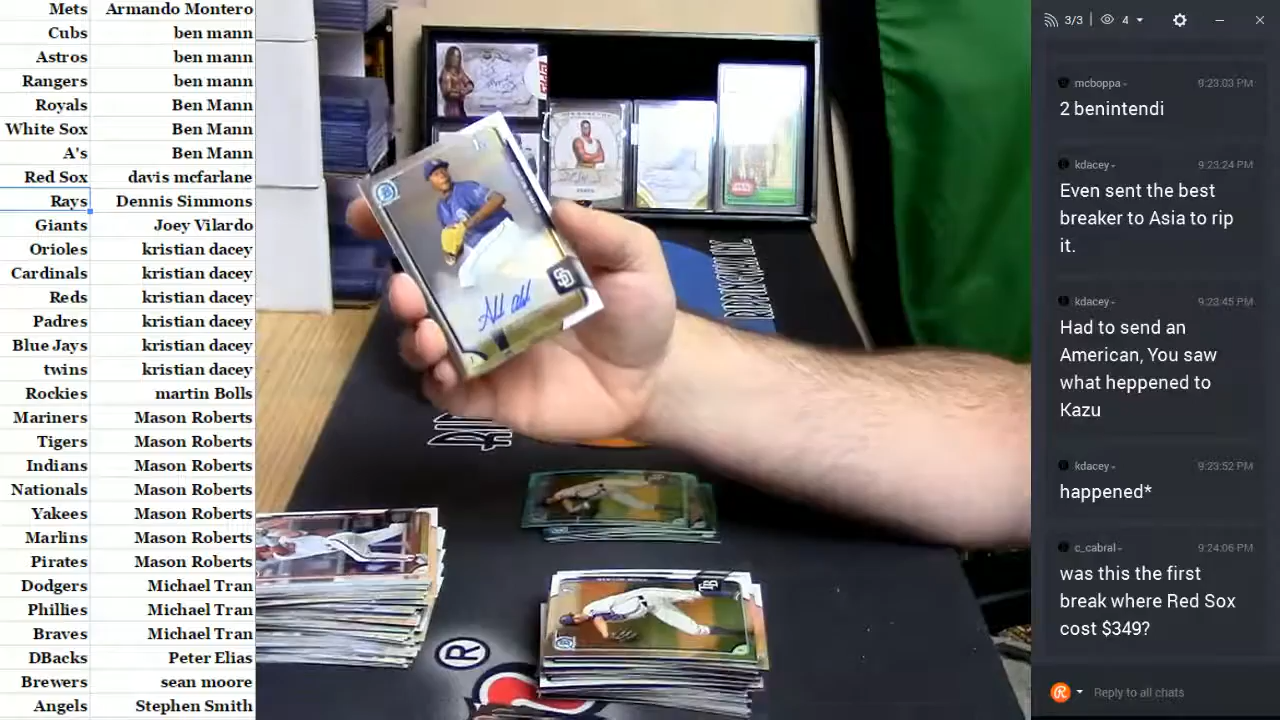 Mets Armando Montero
Cubs ben mann
Astros ben mann
Rangers ben mann
Royals Ben Mann
White Sox Ben Mann
A's Ben Mann
Red Sox davis mcfarlane
Rays Dennis Simmons
Giants Joey Vilardo
Orioles kristian dacey
Cardinals kristian dacey
Reds kristian dacey
Padres kristian dacey
Blue Jays kristian dacey
twins kristian dacey
Rockies martin Bolls
Mariners Mason Roberts
Tigers Mason Roberts
Indians Mason Roberts
Nationals Mason Roberts
Yakees Mason Roberts
Marlins Mason Roberts
Pirates Mason Roberts
Dodgers Michael Tran
Phillies Michael Tran
Braves Michael Tran
DBacks Peter Elias
Brewers sean moore
Angels Stephen Smith
SD
®
3/3 4
mcboppa 9:23:03 PM
2 benintendi
kdacey 9:23:24 PM
Even sent the best
breaker to Asia to rip
it.
kdacey 9:23:45 PM
Had to send an
American, You saw
what heppened to
Kazu
kdacey 9:23:52 PM
happened*
c_cabral 9:24:06 PM
was this the first
break where Red Sox
cost $349?
Reply to all chats